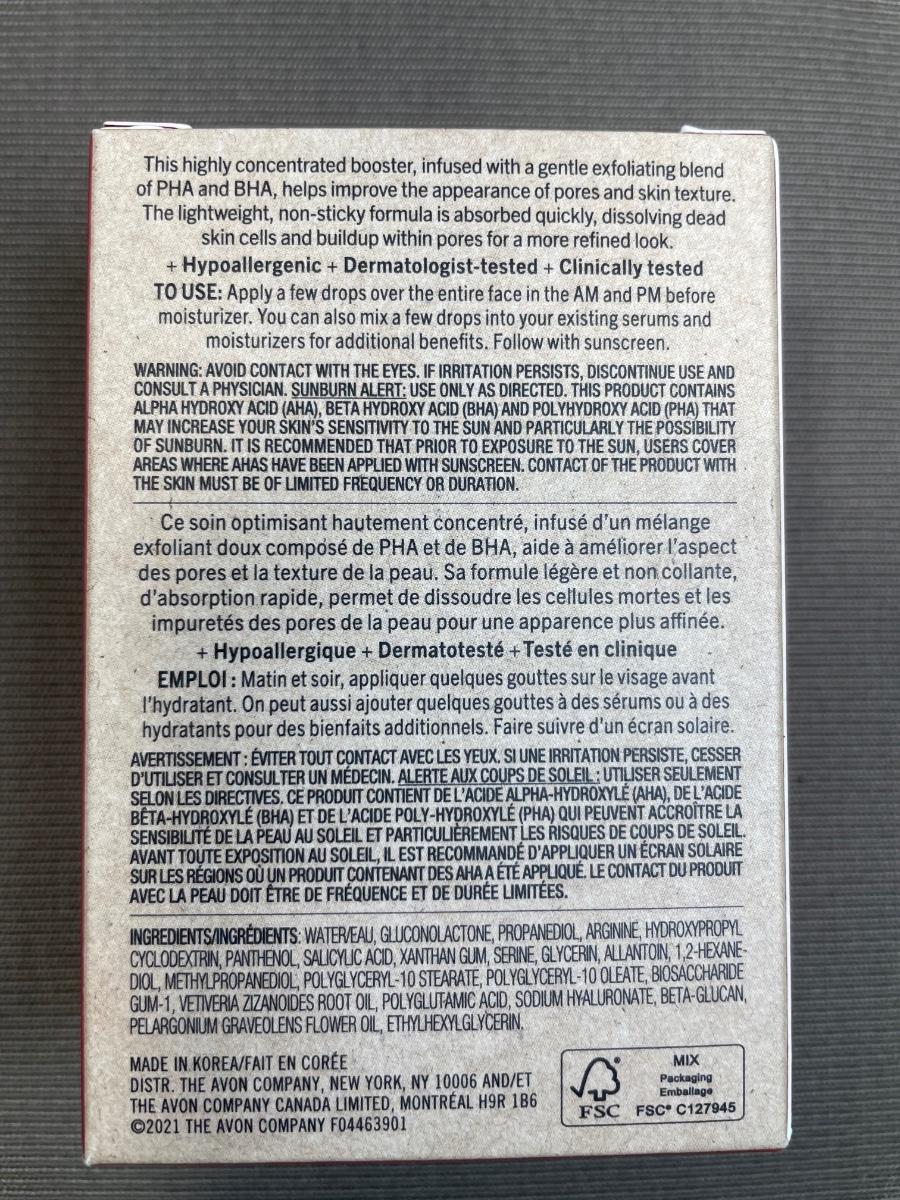 This highly concentrated booster, infused with a gentle exfoliating blend
of PHA and BHA, helps improve the appearance of pores and skin texture.
The lightweight, non-sticky formula is absorbed quickly, dissolving dead
skin cells and buildup within pores for a more refined look.
+ Hypoallergenic + Dermatologist-tested + Clinically tested
TO USE: Apply a few drops over the entire face in the AM and PM before
moisturizer. You can also mix a few drops into your existing serums and
moisturizers for additional benefits. Follow with sunscreen.
WARNING: AVOID CONTACT WITH THE EYES. IF IRRITATION PERSISTS, DISCONTINUE USE AND
CONSULT A PHYSICIAN. SUNBURN ALERT: USE ONLY AS DIRECTED. THIS PRODUCT CONTAINS
ALPHA HYDROXY ACID (AHA), BETA HYDROXY ACID (BHA) AND POLYHYDROXY ACID (PHA) THAT
MAY INCREASE YOUR SKIN'S SENSITIVITY TO THE SUN AND PARTICULARLY THE POSSIBILITY
OF SUNBURN. IT IS RECOMMENDED THAT PRIOR TO EXPOSURE TO THE SUN, USERS COVER
AREAS WHERE AHAS HAVE BEEN APPLIED WITH SUNSCREEN. CONTACT OF THE PRODUCT WITH
THE SKIN MUST BE OF LIMITED FREQUENCY OR DURATION.
Ce soin optimisant hautement concentré, infusé d'un mélange
exfoliant doux composé de PHA et de BHA, aide à améliorer l'aspect
des pores et la texture de la peau. Sa formule légère et non collante,
d'absorption rapide, permet de dissoudre les cellules mortes et les
impuretés des pores de la peau pour une apparence plus affinée.
+ Hypoallergique + Dermatotesté + Testé en clinique
EMPLOI : Matin et soir, appliquer quelques gouttes sur le visage avant
l'hydratant. On peut aussi ajouter quelques gouttes à des sérums ou à des
hydratants pour des bienfaits additionnels. Faire suivre d'un écran solaire.
AVERTISSEMENT : ÉVITER TOUT CONTACT AVEC LES YEUX. SI UNE IRRITATION PERSISTE, CESSER
D'UTILISER ET CONSULTER UN MÉDECIN. ALERTE AUX COUPS DE SOLEIL : UTILISER SEULEMENT
SELON LES DIRECTIVES. CE PRODUIT CONTIENT DE L'ACIDE ALPHA-HYDROXYLÉ (AHA), DE L'ACIDE
BÊTA-HYDROXYLÉ (BHA) ET DE L'ACIDE POLY-HYDROXYLÉ (PHA) QUI PEUVENT ACCROÎTRE LA
SENSIBILITÉ DE LA PEAU AU SOLEIL ET PARTICULIÈREMENT LES RISQUES DE COUPS DE SOLEIL.
AVANT TOUTE EXPOSITION AU SOLEIL, IL EST RECOMMANDÉ D'APPLIQUER UN ÉCRAN SOLAIRE
SUR LES RÉGIONS OÙ UN PRODUIT CONTENANT DES AHA A ÉTÉ APPLIQUÉ. LE CONTACT DU PRODUIT
AVEC LA PEAU DOIT ÊTRE DE FRÉQUENCE ET DE DURÉE LIMITÉES.
INGREDIENTS/INGRÉDIENTS: WATER/EAU, GLUCONOLACTONE, PROPANEDIOL, ARGININE, HYDROXYPROPYL
CYCLODEXTRIN, PANTHENOL, SALICYLIC ACID, XANTHAN GUM, SERINE, GLYCERIN, ALLANTOIN, 1,2-HEXANE-
DIOL, METHYLPROPANEDIOL, POLYGLYCERYL-10 STEARATE, POLYGLYCERYL-10 OLEATE, BIOSACCHARIDE
GUM-1, VETIVERIA ZIZANOIDES ROOT OIL, POLYGLUTAMIC ACID, SODIUM HYALURONATE, BETA-GLUCAN,
PELARGONIUM GRAVEOLENS FLOWER OIL, ETHYLHEXYLGLYCERIN.
MADE IN KOREA/FAIT EN CORÉE
DISTR. THE AVON COMPANY, NEW YORK, NY 10006 AND/ET
THE AVON COMPANY CANADA LIMITED, MONTRÉAL H9R 1B6
©2021 THE AVON COMPANY F04463901
FSC
MIX
Packaging
Emballage
FSC® C127945